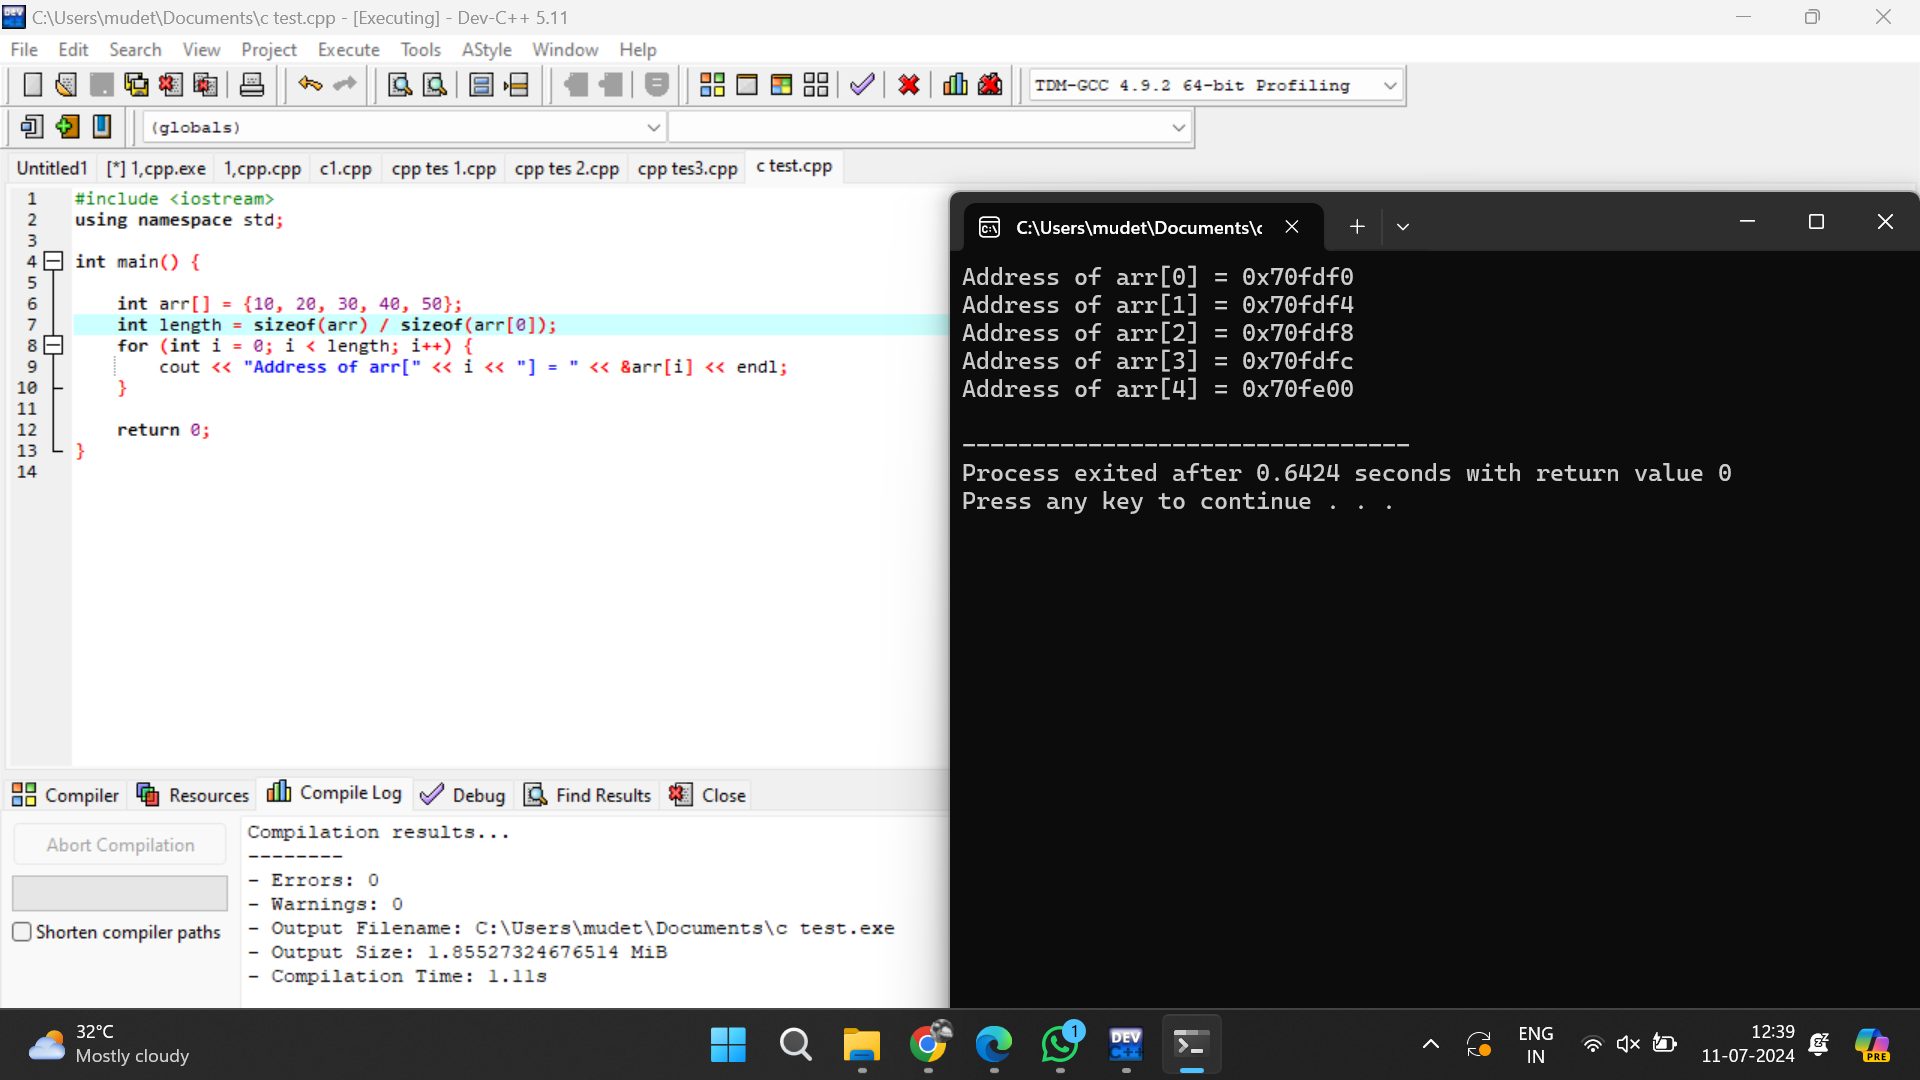 C:\Users\mudet\Documents\c test.cpp - [Executing] - Dev-C++ 5.11
File Edit Search View Project Execute Tools AStyle Window Help
TDM-GCC 4.9.2 64-bit Profiling
(globals)
Untitled1 [*] 1,cpp.exe 1,cpp.cpp c1.cpp cpp tes 1.cpp cpp tes 2.cpp cpp tes3.cpp c test.cpp
1 #include <iostream>
2 using namespace std;
3
4 int main() {
5
6 int arr[] = {10, 20, 30, 40, 50};
7 int length = sizeof(arr) / sizeof(arr[0]);
8 for (int i = 0; i < length; i++) {
9 cout << "Address of arr[" << i << "] = " << &arr[i] << endl;
10 }
11
12 return 0;
13 }
14
C:\Users\mudet\Documents\c
Address of arr[0] = 0x70fdf0
Address of arr[1] = 0x70fdf4
Address of arr[2] = 0x70fdf8
Address of arr[3] = 0x70fdfc
Address of arr[4] = 0x70fe00
--------------------------------
Process exited after 0.6424 seconds with return value 0
Press any key to continue . . .
Compiler Resources Compile Log Debug Find Results Close
Abort Compilation
Shorten compiler paths
Compilation results...
--------
- Errors: 0
- Warnings: 0
- Output Filename: C:\Users\mudet\Documents\c test.exe
- Output Size: 1.85527324676514 MiB
- Compilation Time: 1.11s
32°C
Mostly cloudy
1
DEV
C++
ENG
IN
12:39
11-07-2024
PRE